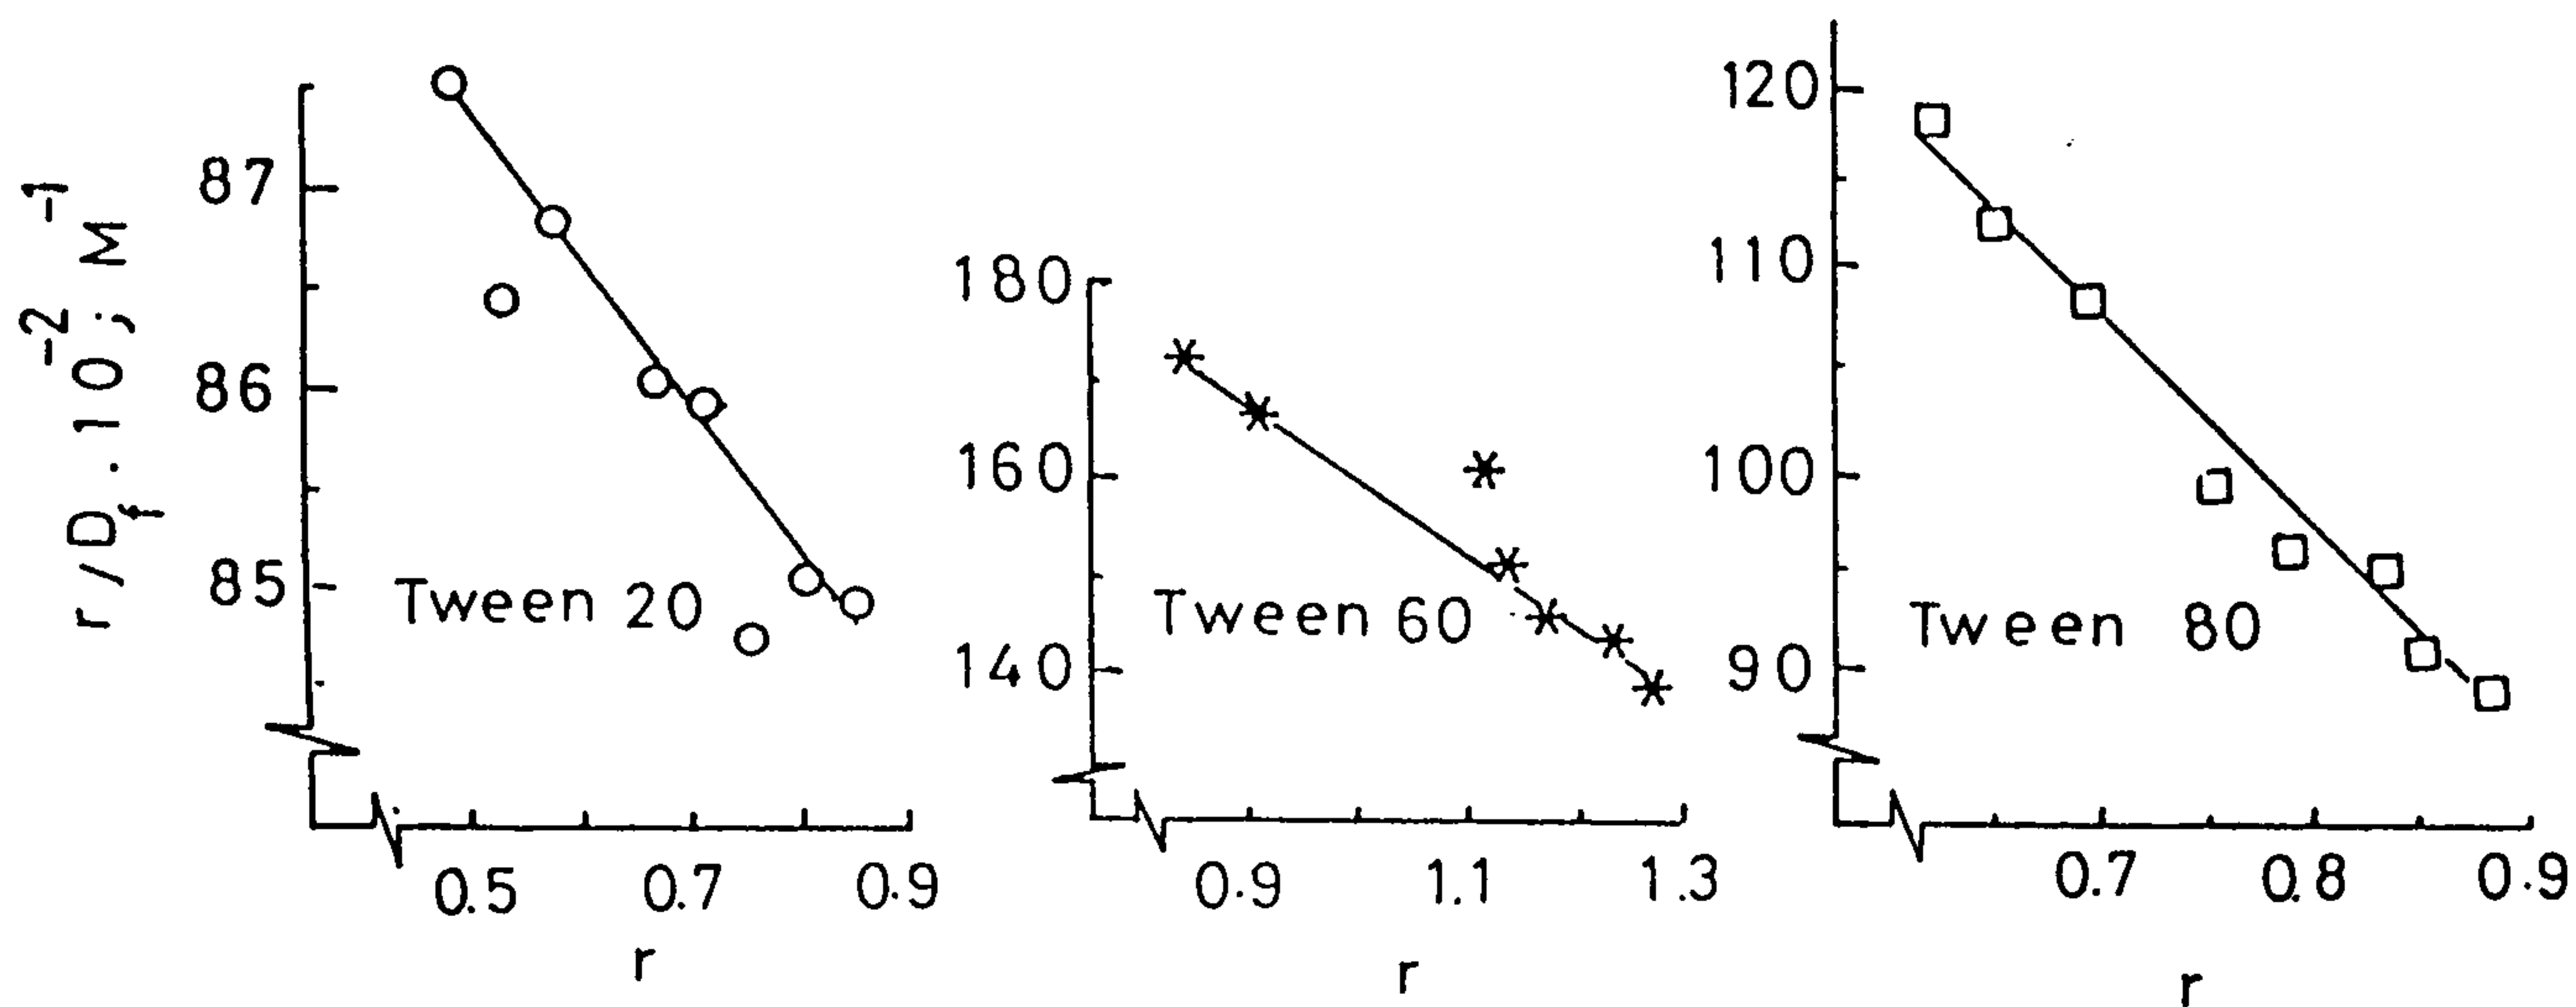 r/D_f . 10^-2 ; M^-1
87
86
85
Tween 20
0.5 0.7 0.9
r
180
160
140
Tween 60
0.9 1.1 1.3
r
120
110
100
90
Tween 80
0.7 0.8 0.9
r